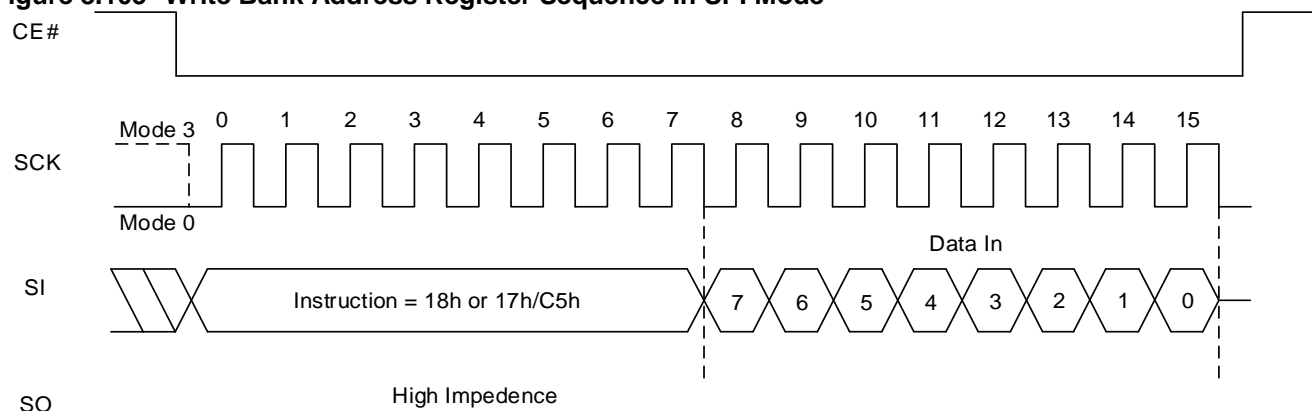 CE#
Mode 3 0 1 2 3 4 5 6 7 8 9 10 11 12 13 14 15
SCK
Mode 0
Data In
SI
Instruction = 18h or 17h/C5h 7 6 5 4 3 2 1 0
High Impedence
SO